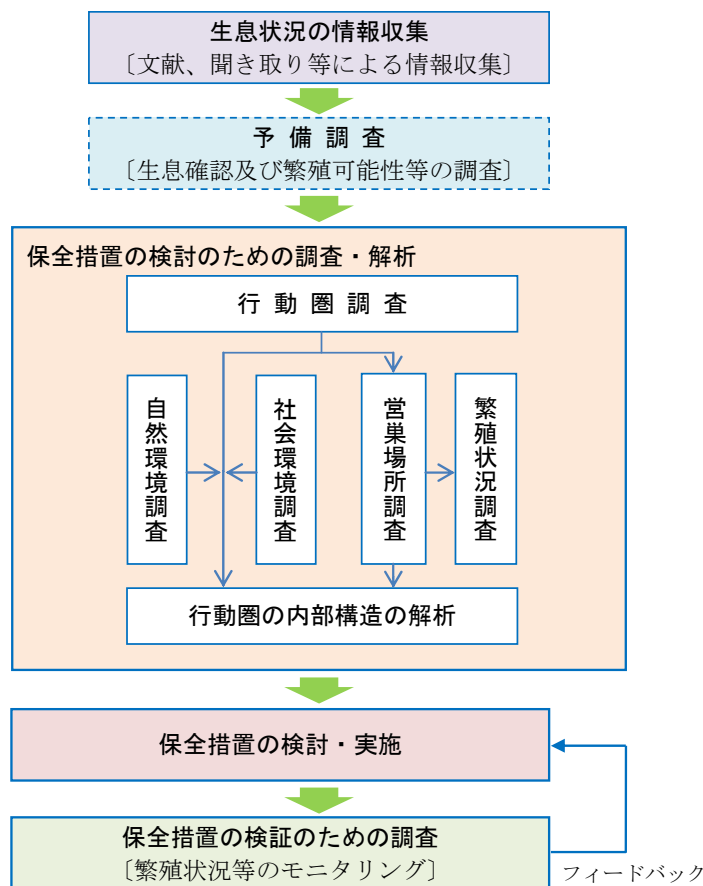 生息状況の情報収集
〔文献、聞き取り等による情報収集〕
予備調査
〔生息確認及び繁殖可能性等の調査〕
保全措置の検討のための調査・解析
行動圏調査
自然環境調査
社会環境調査
営巣場所調査
繁殖状況調査
行動圏の内部構造の解析
保全措置の検討・実施
保全措置の検証のための調査
〔繁殖状況等のモニタリング〕
フィードバック